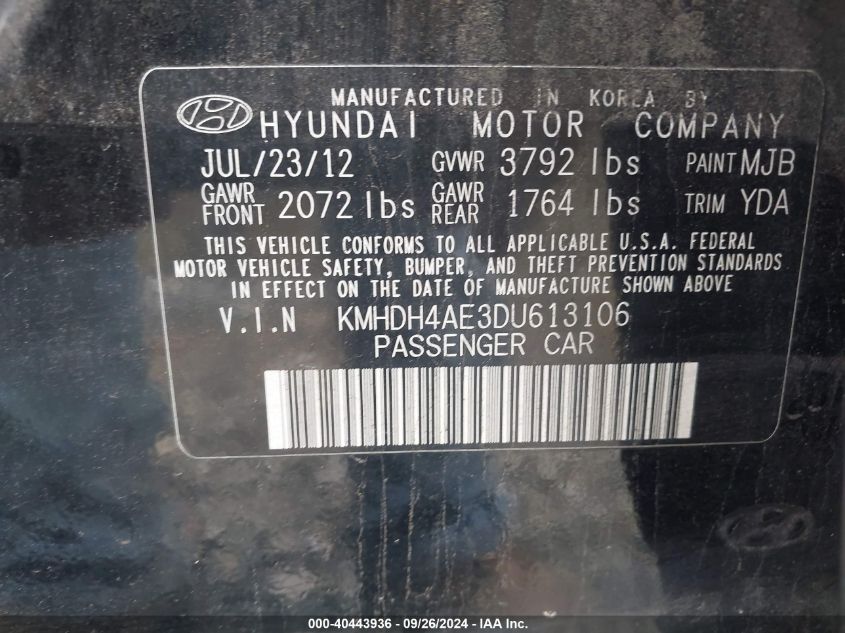 MANUFACTURED IN KOREA BY
HYUNDAI MOTOR COMPANY
JUL/23/12 GVWR 3792 lbs PAINT MJB
GAWR FRONT 2072 lbs GAWR REAR 1764 lbs TRIM YDA
THIS VEHICLE CONFORMS TO ALL APPLICABLE U.S.A. FEDERAL
MOTOR VEHICLE SAFETY, BUMPER, AND THEFT PREVENTION STANDARDS
IN EFFECT ON THE DATE OF MANUFACTURE SHOWN ABOVE
V.I.N KMHDH4AE3DU613106
PASSENGER CAR
000-40443936 - 09/26/2024 - IAA Inc.